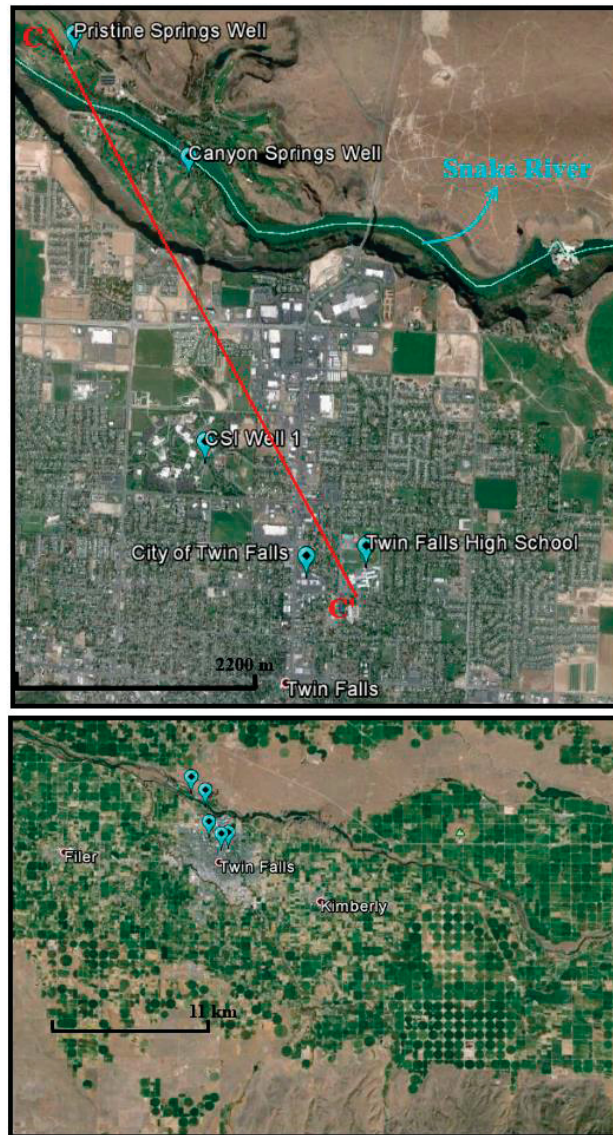 C
Pristine Springs Well
Canyon Springs Well
Snake River
CSI Well 1
City of Twin Falls
Twin Falls High School
C'
2200 m
Twin Falls
Filer
Twin Falls
Kimberly
11 km